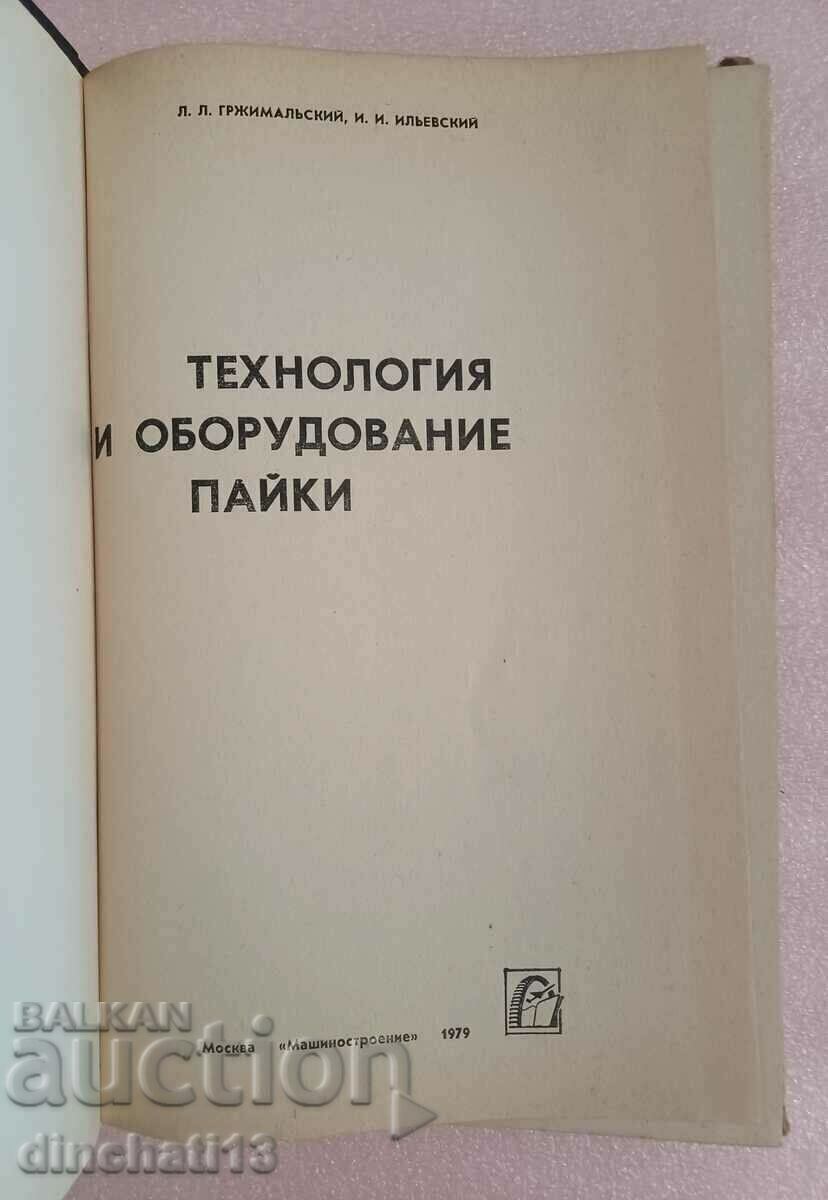 Л. Л. ГРЖИМАЛЬСКИЙ, И. И. ИЛЬЕВСКИЙ
ТЕХНОЛОГИЯ
И ОБОРУДОВАНИЕ
ПАЙКИ
Москва «Машиностроение» 1979
BALKAN
auction
dinchati13